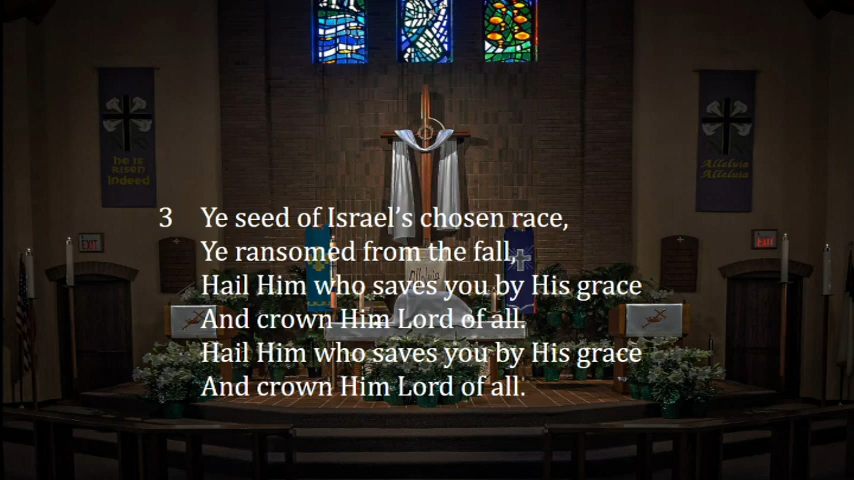 he is
risen
indeed
Alleluia
Alleluia
EXIT
EXIT
3 Ye seed of Israel’s chosen race,
Ye ransomed from the fall,
Alleluia
Hail Him who saves you by His grace
And crown Him Lord of all.
Hail Him who saves you by His grace
And crown Him Lord of all.